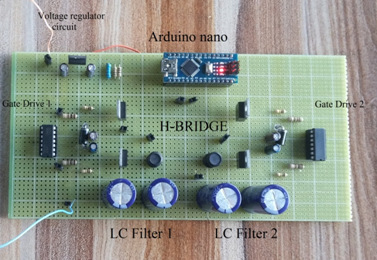 Voltage regulator
circuit
Arduino nano
Gate Drive 1
Gate Drive 2
H-BRIDGE
LC Filter 1
LC Filter 2